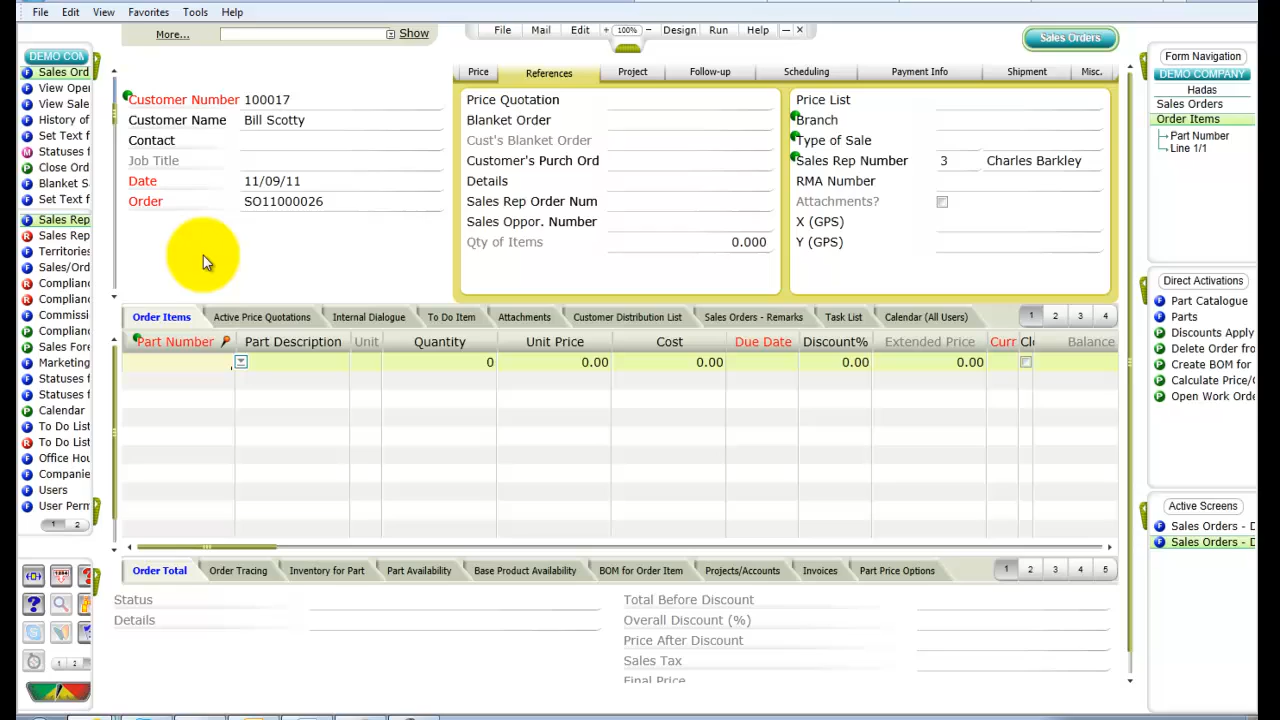 File Edit View Favorites Tools Help
More... Show
File Mail Edit + 100% − Design Run Help − ×
Sales Orders
DEMO COM
Sales Ord
View Ope
View Sale
History of
Set Text f
Statuses f
Close Ord
Blanket S
Set Text f
Sales Rep
Sales Rep
Territories
Sales/Ord
Complianc
Complianc
Commissi
Complianc
Sales Fore
Marketing
Statuses f
Statuses f
Calendar
To Do List
To Do List
Office Hou
Companie
Users
User Perm
1 2
1 2
Price References Project Follow-up Scheduling Payment Info Shipment Misc.
Customer Number 100017
Customer Name Bill Scotty
Contact
Job Title
Date 11/09/11
Order SO11000026
Price Quotation
Blanket Order
Cust's Blanket Order
Customer's Purch Ord
Details
Sales Rep Order Num
Sales Oppor. Number
Qty of Items 0.000
Price List
Branch
Type of Sale
Sales Rep Number 3 Charles Barkley
RMA Number
Attachments?
X (GPS)
Y (GPS)
Order Items Active Price Quotations Internal Dialogue To Do Item Attachments Customer Distribution List Sales Orders - Remarks Task List Calendar (All Users) 1 2 3 4
Part Number Part Description Unit Quantity Unit Price Cost Due Date Discount% Extended Price Curr Clo Balance
0 0.00 0.00 0.00 0.00
Order Total Order Tracing Inventory for Part Part Availability Base Product Availability BOM for Order Item Projects/Accounts Invoices Part Price Options 1 2 3 4 5
Status
Details
Total Before Discount
Overall Discount (%)
Price After Discount
Sales Tax
Final Price
Form Navigation
DEMO COMPANY
Hadas
Sales Orders
Order Items
Part Number
Line 1/1
Direct Activations
Part Catalogue
Parts
Discounts Apply
Delete Order fro
Create BOM for
Calculate Price/C
Open Work Orde
Active Screens
Sales Orders - D
Sales Orders - D